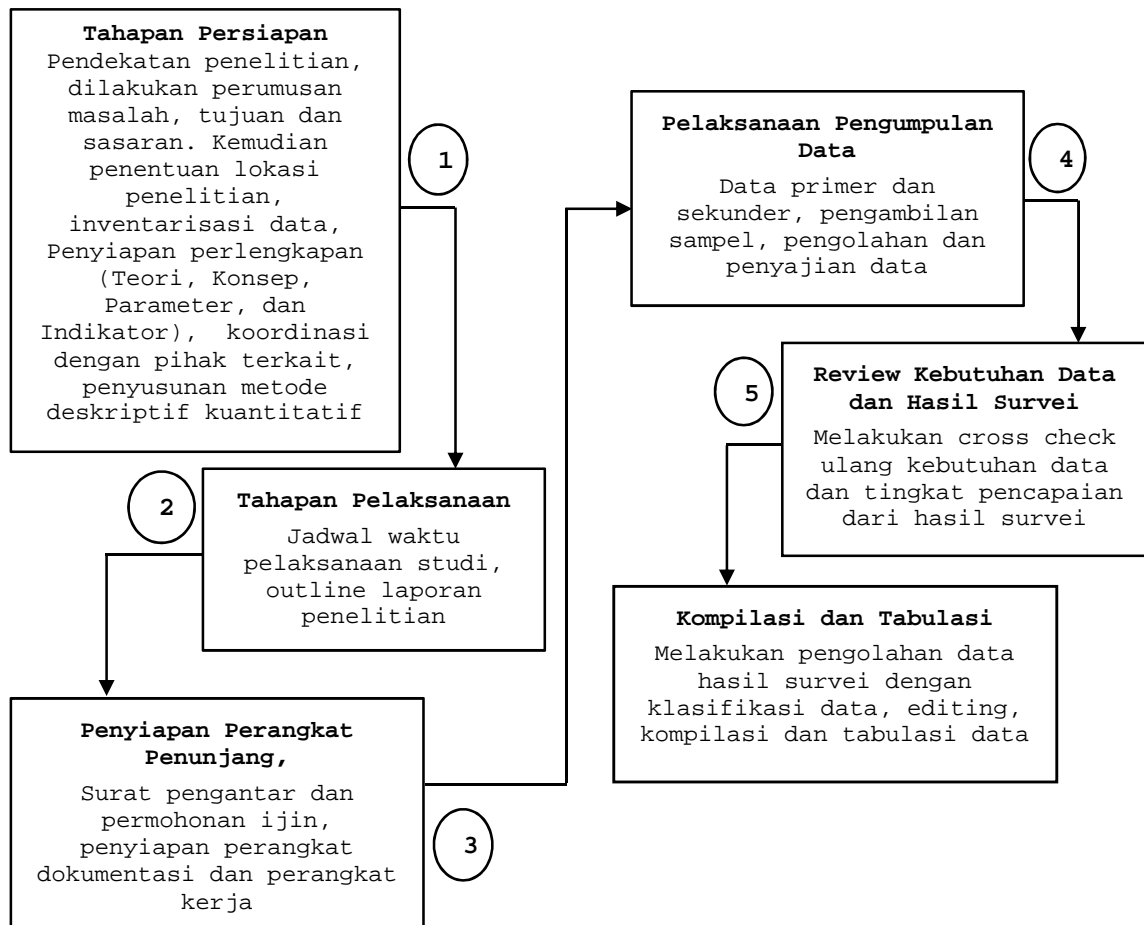 Tahapan Persiapan
Pendekatan penelitian,
dilakukan perumusan
masalah, tujuan dan
sasaran. Kemudian
penentuan lokasi
penelitian,
inventarisasi data,
Penyiapan perlengkapan
(Teori, Konsep,
Parameter, dan
Indikator), koordinasi
dengan pihak terkait,
penyusunan metode
deskriptif kuantitatif
1
2
Tahapan Pelaksanaan
Jadwal waktu
pelaksanaan studi,
outline laporan
penelitian
Penyiapan Perangkat
Penunjang,
Surat pengantar dan
permohonan ijin,
penyiapan perangkat
dokumentasi dan perangkat
kerja
3
Pelaksanaan Pengumpulan
Data
Data primer dan
sekunder, pengambilan
sampel, pengolahan dan
penyajian data
4
5
Review Kebutuhan Data
dan Hasil Survei
Melakukan cross check
ulang kebutuhan data
dan tingkat pencapaian
dari hasil survei
Kompilasi dan Tabulasi
Melakukan pengolahan data
hasil survei dengan
klasifikasi data, editing,
kompilasi dan tabulasi data